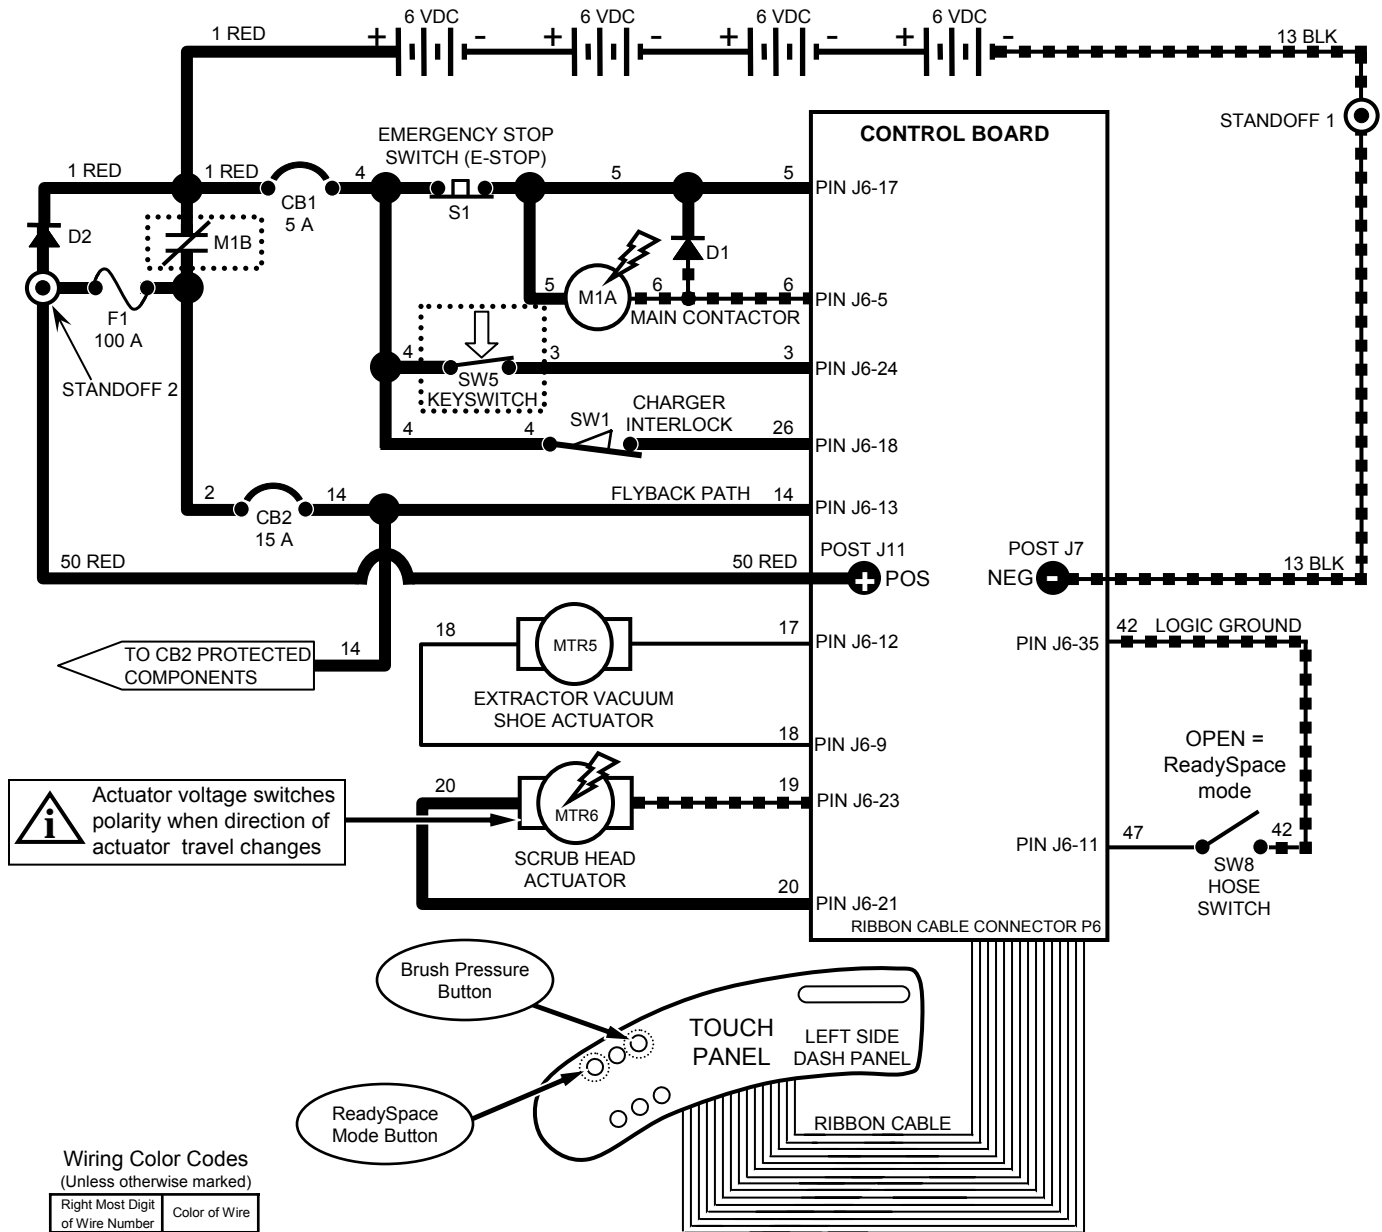 6 VDC 6 VDC 6 VDC 6 VDC
1 RED + - + - + - + - 13 BLK
STANDOFF 1
CONTROL BOARD
EMERGENCY STOP
SWITCH (E-STOP)
1 RED 1 RED 4 5 5 PIN J6-17
CB1
5 A
S1
D2 M1B D1
5 M1A 6 6 PIN J6-5
MAIN CONTACTOR
F1
100 A
STANDOFF 2
4 3 3 PIN J6-24
SW5
KEYSWITCH
CHARGER
INTERLOCK
4 4 SW1 26 PIN J6-18
2 14 FLYBACK PATH 14 PIN J6-13
CB2
15 A
50 RED 50 RED POST J11 POST J7 13 BLK
+ POS NEG -
18 MTR5 17 PIN J6-12
EXTRACTOR VACUUM
SHOE ACTUATOR
PIN J6-35 42 LOGIC GROUND
14
TO CB2 PROTECTED
COMPONENTS
18 PIN J6-9
OPEN =
ReadySpace
mode
i
Actuator voltage switches
polarity when direction of
actuator travel changes
20 MTR6 19 PIN J6-23
SCRUB HEAD
ACTUATOR
PIN J6-11 47 42
SW8
HOSE
SWITCH
20 PIN J6-21
RIBBON CABLE CONNECTOR P6
Brush Pressure
Button
TOUCH
PANEL
LEFT SIDE
DASH PANEL
ReadySpace
Mode Button
RIBBON CABLE
Wiring Color Codes
(Unless otherwise marked)
Right Most Digit
of Wire Number
Color of Wire